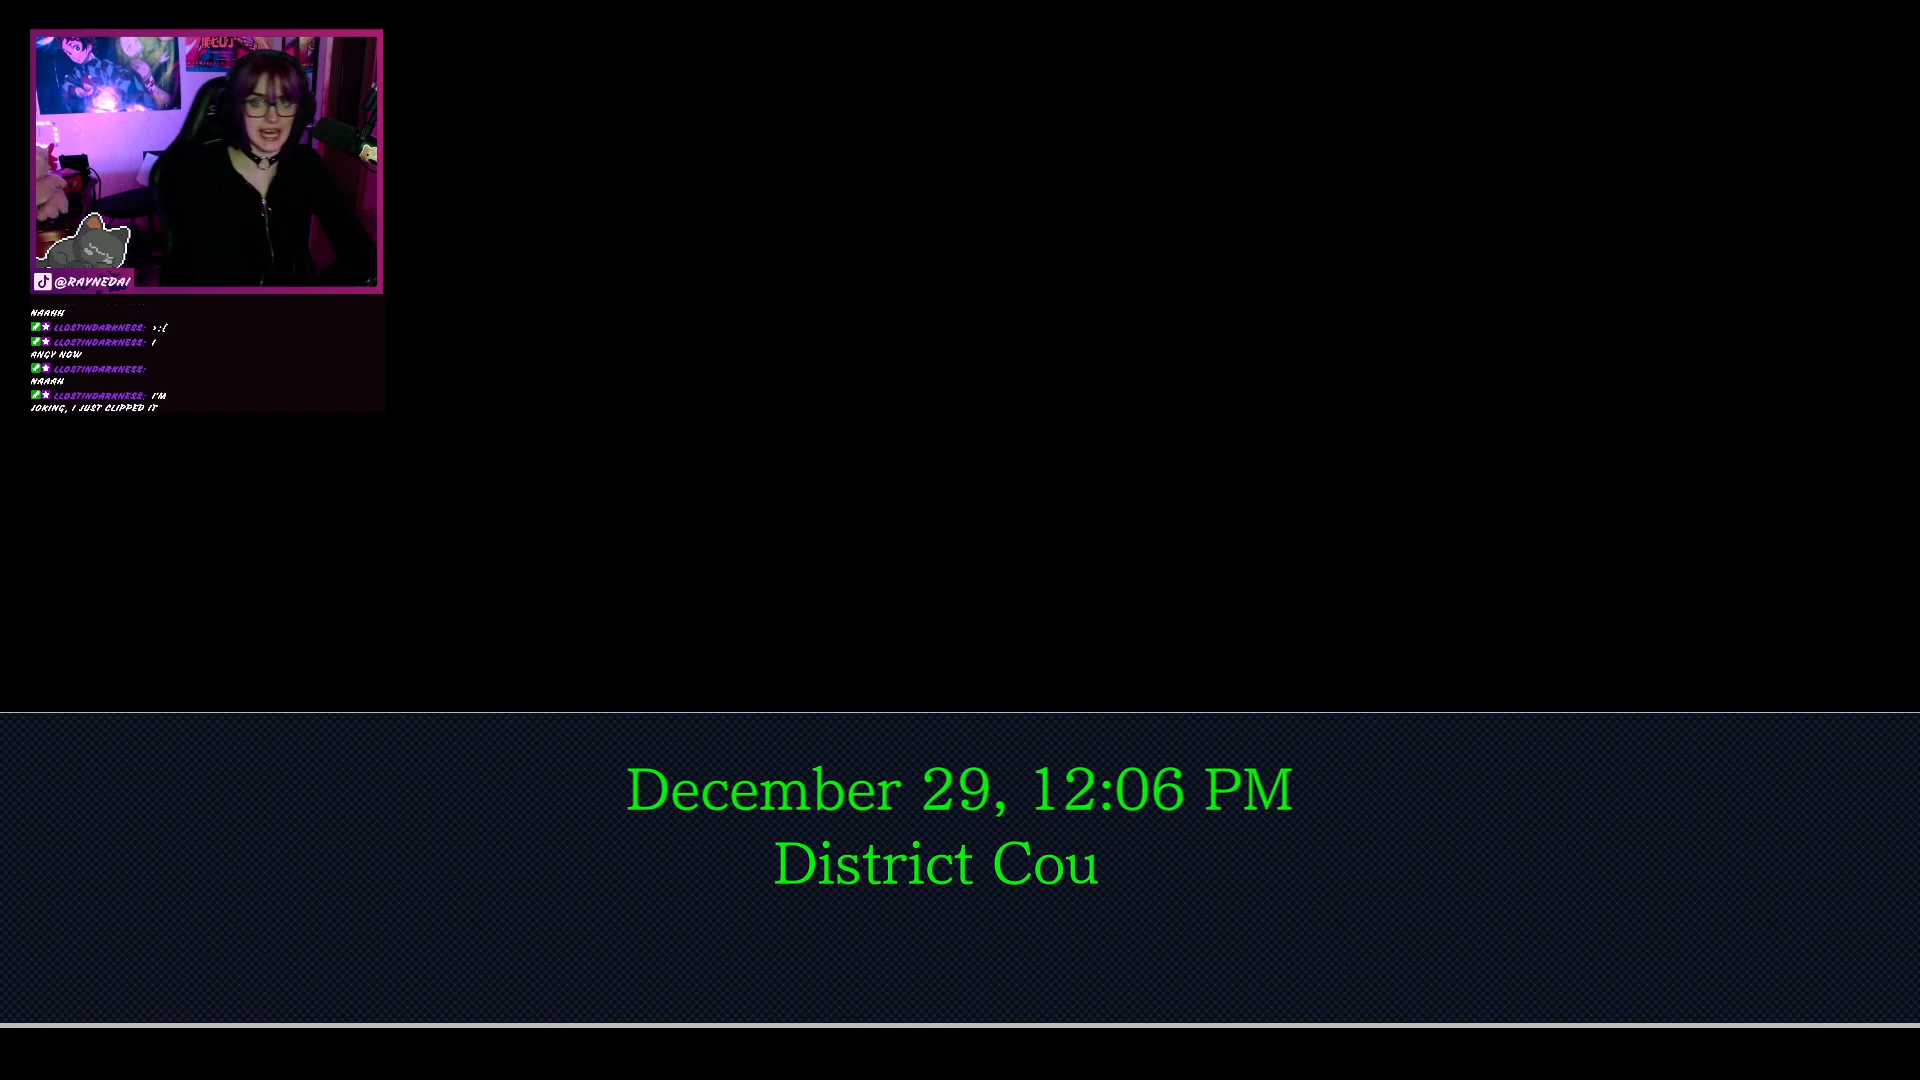 @RAYNEDAI
NAAHH
LLOSTINDARKNESS: >:(
LLOSTINDARKNESS: I
ANGY NOW
LLOSTINDARKNESS:
NAAAH
LLOSTINDARKNESS: I'M
JOKING, I JUST CLIPPED IT
December 29, 12:06 PM
District Cou